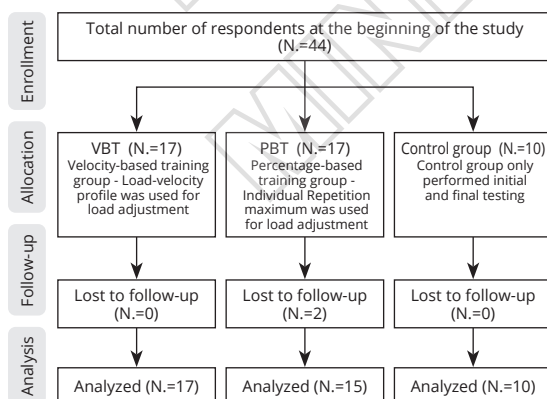 Enrollment
Total number of respondents at the beginning of the study
(N.=44)
Allocation
VBT (N.=17)
Velocity-based training
group - Load-velocity
profile was used for
load adjustment
PBT (N.=17)
Percentage-based
training group -
Individual Repetition
maximum was used
for load adjustment
Control group (N.=10)
Control group only
performed initial
and final testing
Follow-up
Lost to follow-up
(N.=0)
Lost to follow-up
(N.=2)
Lost to follow-up
(N.=0)
Analysis
Analyzed (N.=17)
Analyzed (N.=15)
Analyzed (N.=10)